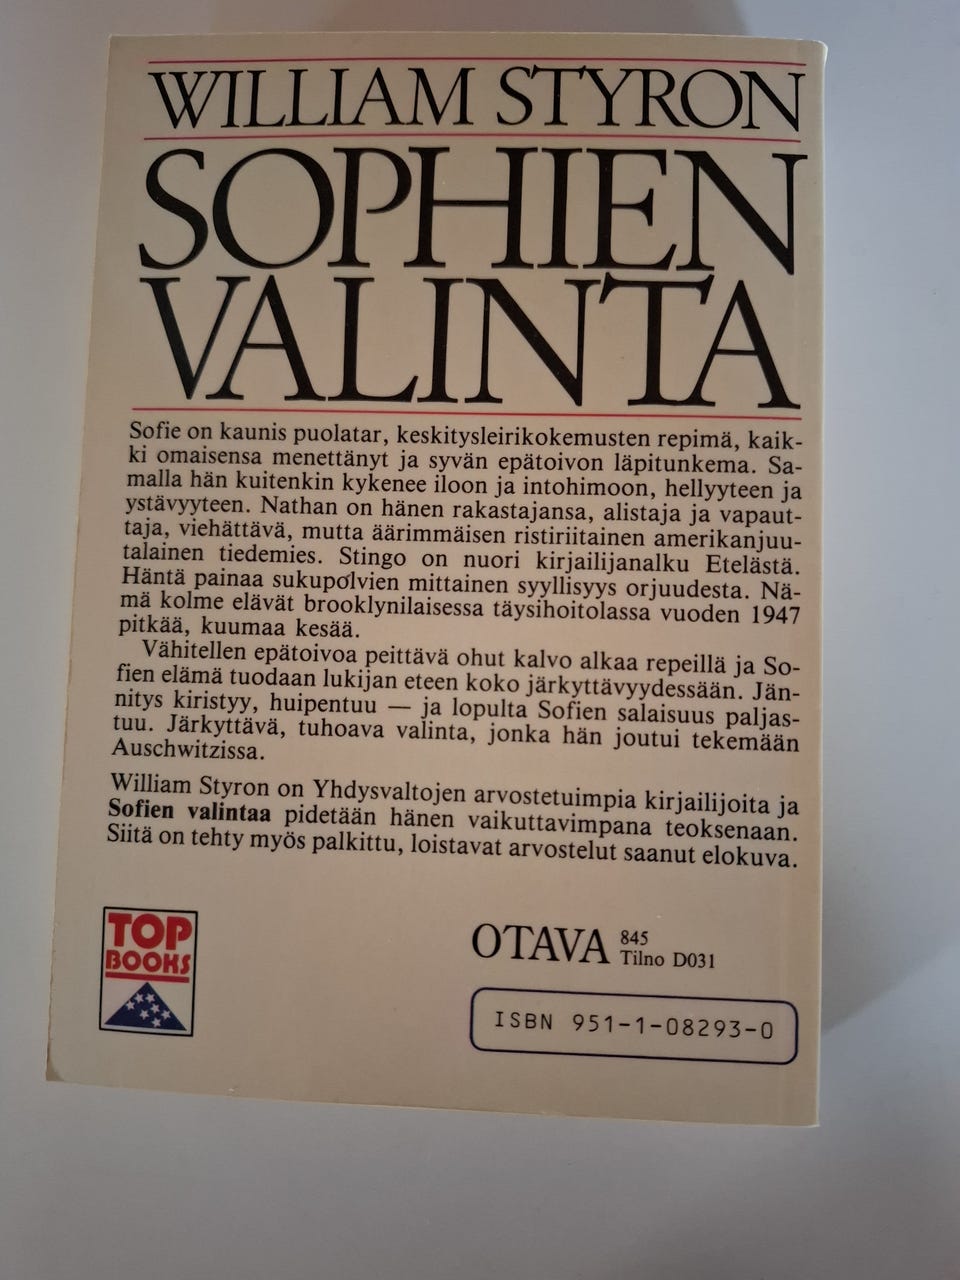 WILLIAM STYRON
SOPHIEN
VALINTA
Sofie on kaunis puolatar, keskitysleirikokemusten repimä, kaik-
ki omaisensa menettänyt ja syvän epätoivon läpitunkema. Sa-
malla hän kuitenkin kykenee iloon ja intohimoon, hellyyteen ja
ystävyyteen. Nathan on hänen rakastajansa, alistaja ja vapaut-
taja, viehättävä, mutta äärimmäisen ristiriitainen amerikanjuu-
talainen tiedemies. Stingo on nuori kirjailijanalku Etelästä.
Häntä painaa sukupolvien mittainen syyllisyys orjuudesta. Nä-
mä kolme elävät brooklynilaisessa täysihoitolassa vuoden 1947
pitkää, kuumaa kesää.
Vähitellen epätoivoa peittävä ohut kalvo alkaa repeillä ja So-
fien elämä tuodaan lukijan eteen koko järkyttävyydessään. Jän-
nitys kiristyy, huipentuu — ja lopulta Sofien salaisuus paljas-
tuu. Järkyttävä, tuhoava valinta, jonka hän joutui tekemään
Auschwitzissa.
William Styron on Yhdysvaltojen arvostetuimpia kirjailijoita ja
Sofien valintaa pidetään hänen vaikuttavimpana teoksenaan.
Siitä on tehty myös palkittu, loistavat arvostelut saanut elokuva.
TOP
BOOKS
OTAVA
845
Tilno D031
ISBN 951-1-08293-0